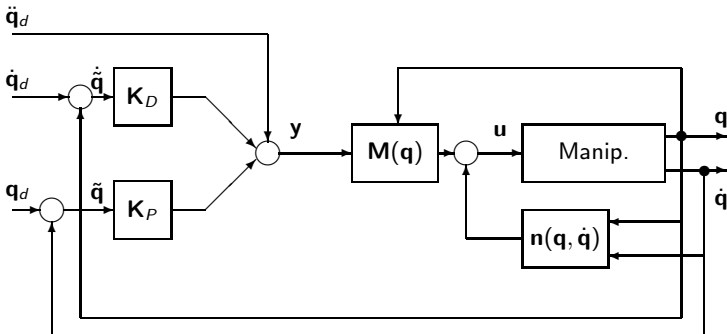 q̈_d
q̇_d
q̃̇
K_D
y
M(q)
u
Manip.
q
q_d
q̃
K_P
q̇
n(q, q̇)